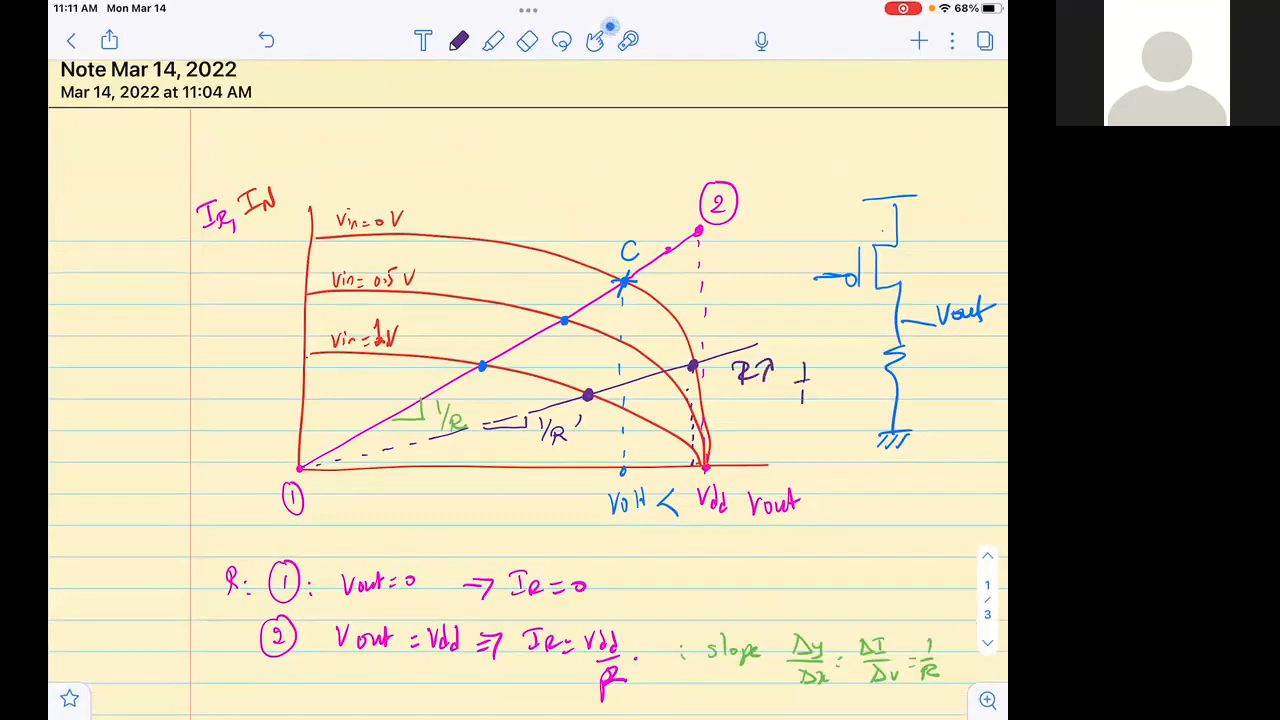 11:11 AM Mon Mar 14
68%
Note Mar 14, 2022
Mar 14, 2022 at 11:04 AM
IR, IN
Vin=0V
2
C
Vin=0.5V
Vin=1V
Vout
R↑
1/R
1/R'
1
VOH < Vdd Vout
R: 1: Vout=0 → IR=0
2 Vout = Vdd ⇒ IR = Vdd/R : slope Δy/Δx = ΔI/ΔV = 1/R
1
/
3